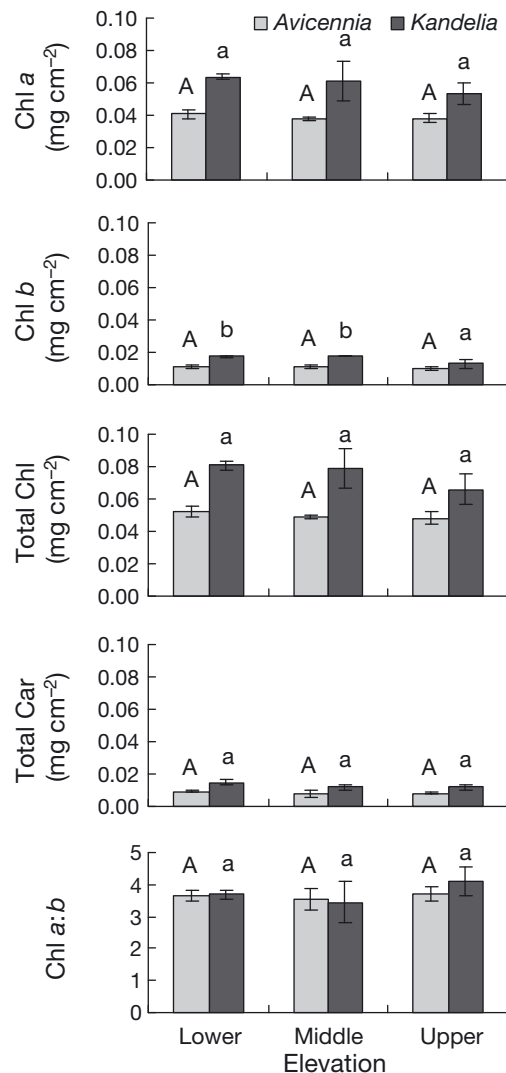 Avicennia Kandelia
Chl a
(mg cm⁻²)
0.10
0.08
0.06
0.04
0.02
0.00
A a A a A a
Chl b
(mg cm⁻²)
0.10
0.08
0.06
0.04
0.02
0.00
A b A b A a
Total Chl
(mg cm⁻²)
0.10
0.08
0.06
0.04
0.02
0.00
A a A a A a
Total Car
(mg cm⁻²)
0.10
0.08
0.06
0.04
0.02
0.00
A a A a A a
Chl a:b
5
4
3
2
1
0
A a A a A a
Lower Middle Upper
Elevation